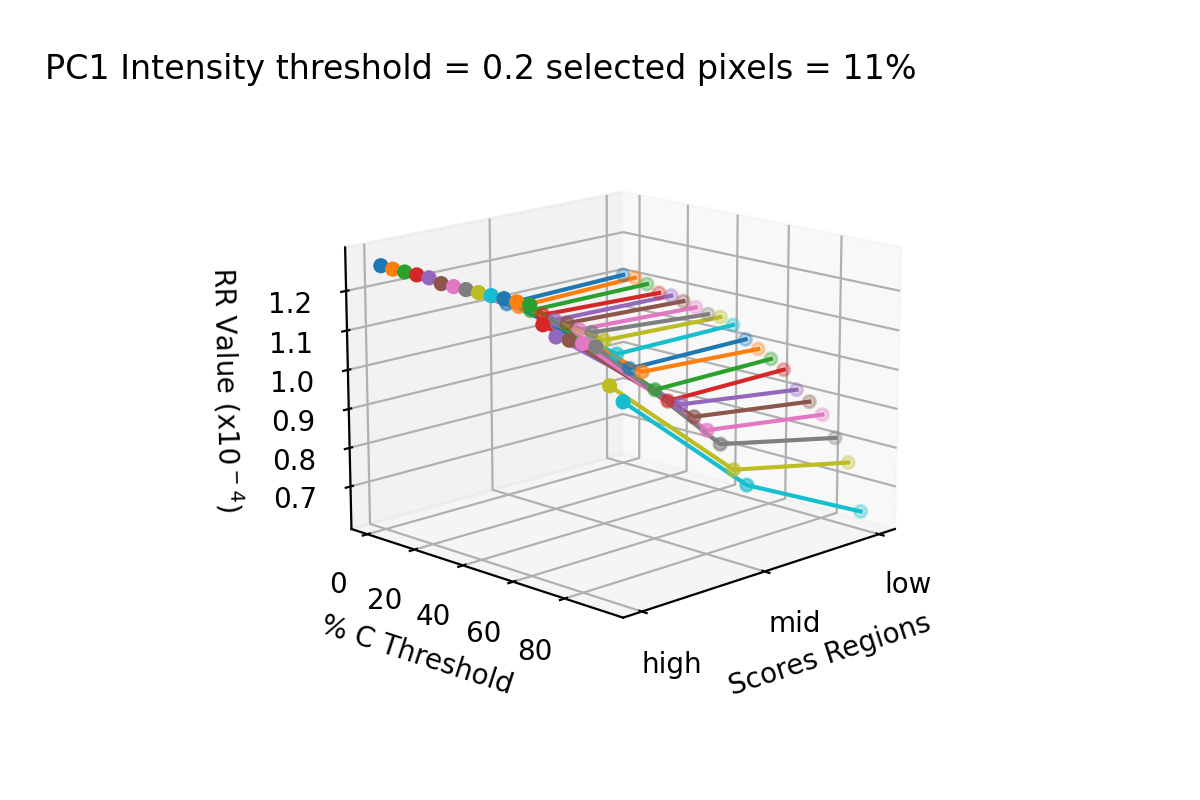 PC1 Intensity threshold = 0.2 selected pixels = 11%
RR Value (x10⁻⁴)
1.2
1.1
1.0
0.9
0.8
0.7
0
20
40
60
80
% C Threshold
high
mid
low
Scores Regions